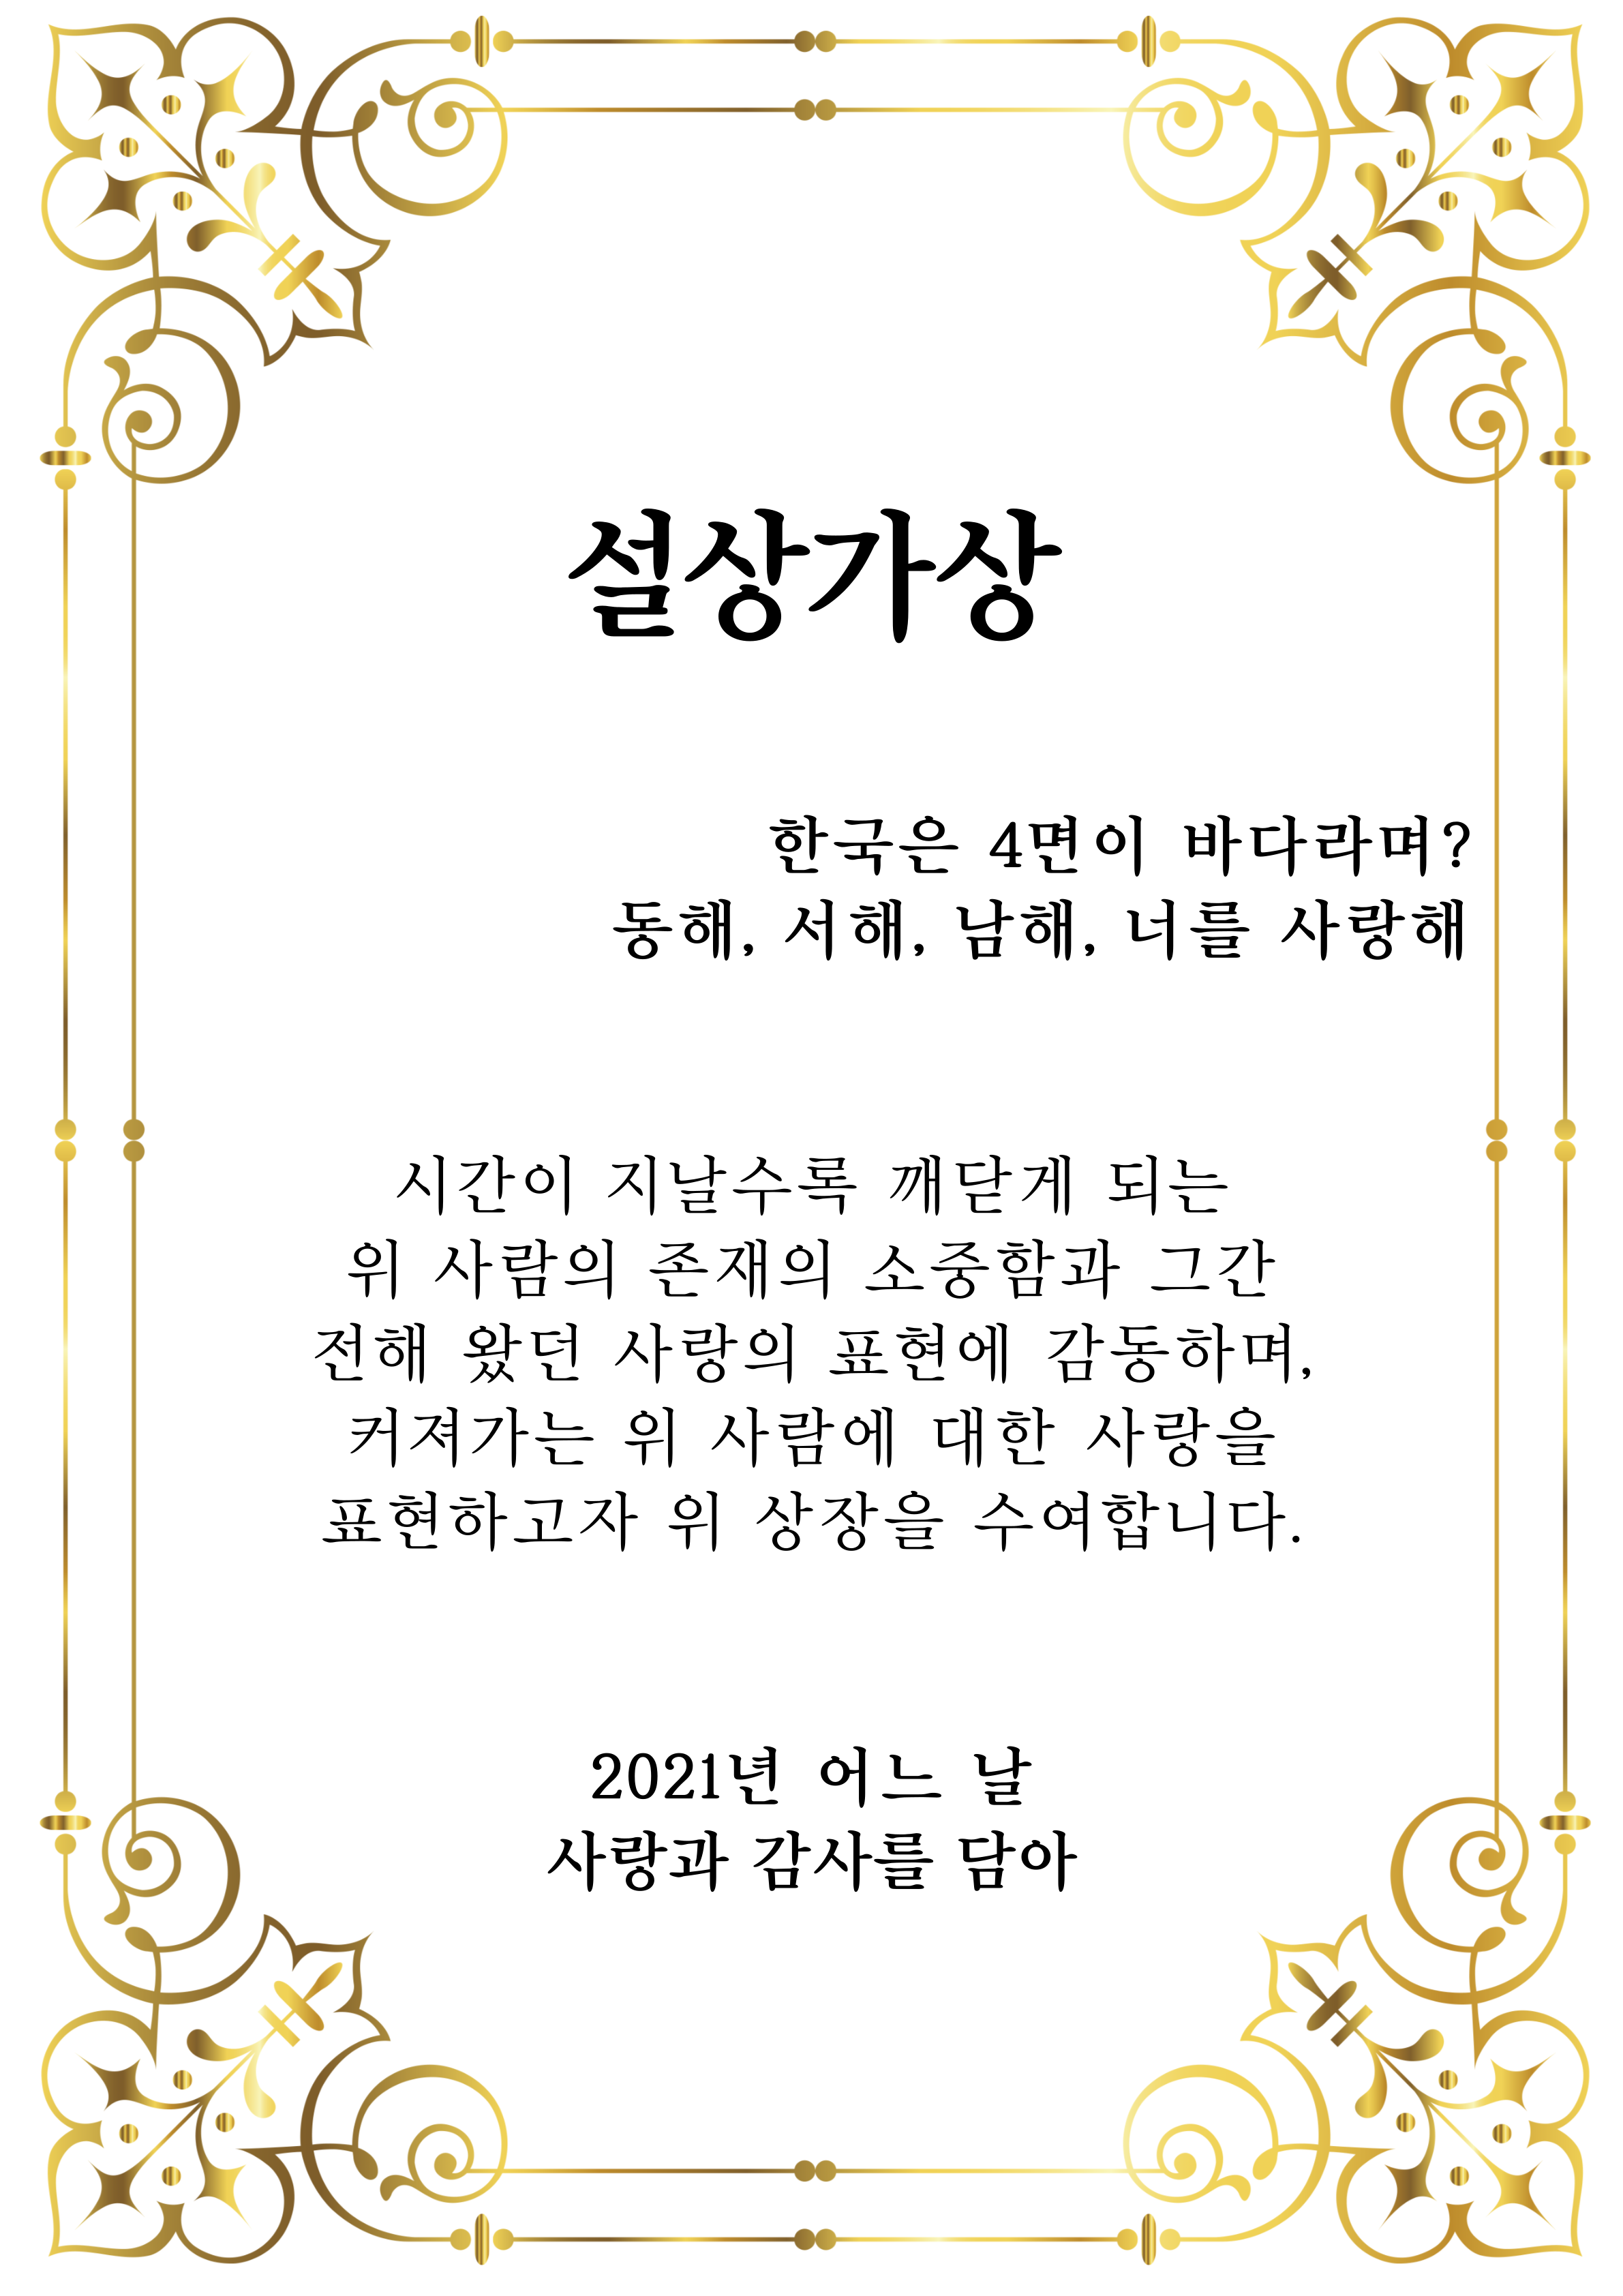 설상가상
한국은 4면이 바다라며?
동해, 서해, 남해, 너를 사랑해
시간이 지날수록 깨닫게 되는
위 사람의 존재의 소중함과 그간
전해 왔던 사랑의 표현에 감동하며,
커져가는 위 사람에 대한 사랑을
표현하고자 위 상장을 수여합니다.
2021년 어느 날
사랑과 감사를 담아